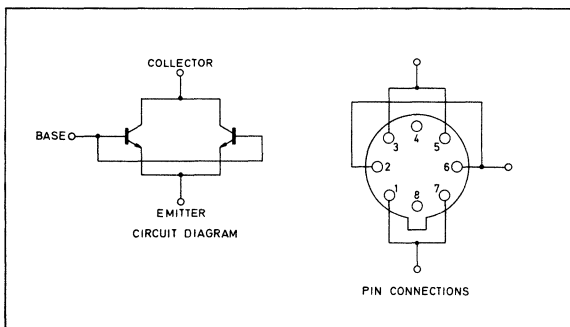 COLLECTOR
BASE
EMITTER
CIRCUIT DIAGRAM
3 4 5
2 6
1 8 7
PIN CONNECTIONS